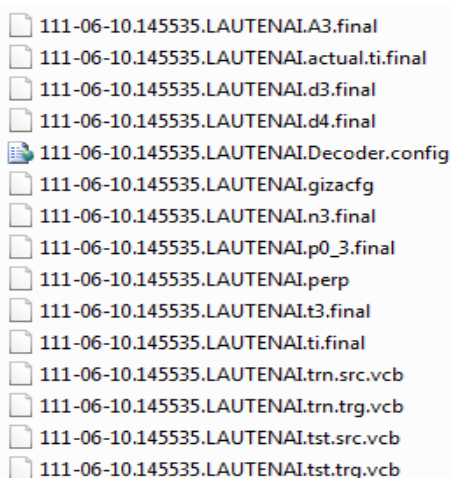 111-06-10.145535.LAUTENAI.A3.final
111-06-10.145535.LAUTENAI.actual.ti.final
111-06-10.145535.LAUTENAI.d3.final
111-06-10.145535.LAUTENAI.d4.final
111-06-10.145535.LAUTENAI.Decoder.config
111-06-10.145535.LAUTENAI.gizacfg
111-06-10.145535.LAUTENAI.n3.final
111-06-10.145535.LAUTENAI.p0_3.final
111-06-10.145535.LAUTENAI.perp
111-06-10.145535.LAUTENAI.t3.final
111-06-10.145535.LAUTENAI.ti.final
111-06-10.145535.LAUTENAI.trn.src.vcb
111-06-10.145535.LAUTENAI.trn.trg.vcb
111-06-10.145535.LAUTENAI.tst.src.vcb
111-06-10.145535.LAUTENAI.tst.trg.vcb